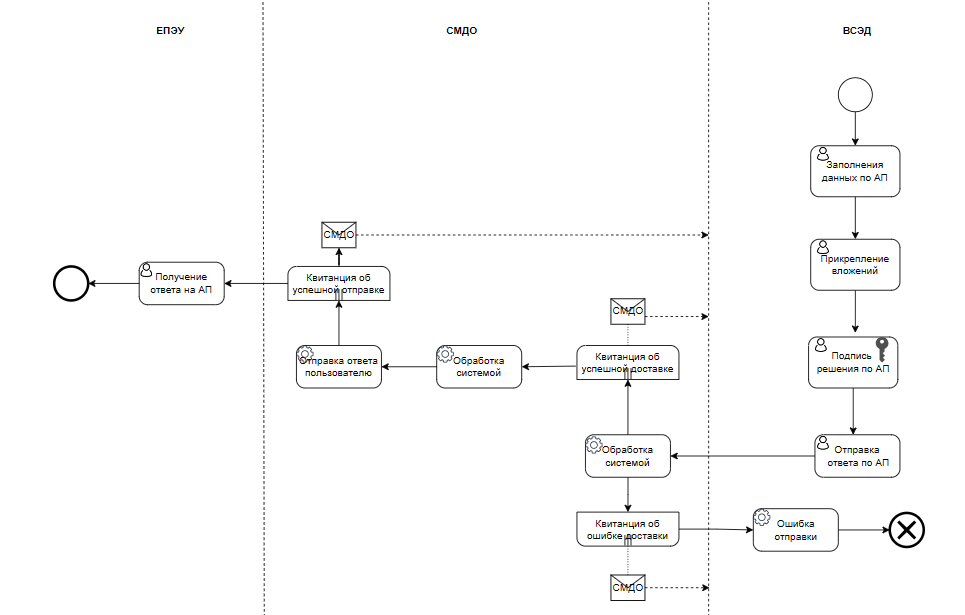 ЕПЭУ
СМДО
ВСЭД
Заполнения
данных по АП
Прикрепление
вложений
Подпись
решения по АП
Отправка
ответа по АП
СМДО
Квитанция об
успешной отправке
Получение
ответа на АП
СМДО
Квитанция об
успешной доставке
Отправка ответа
пользователю
Обработка
системой
Обработка
системой
Квитанция об
ошибке доставки
Ошибка
отправки
СМДО